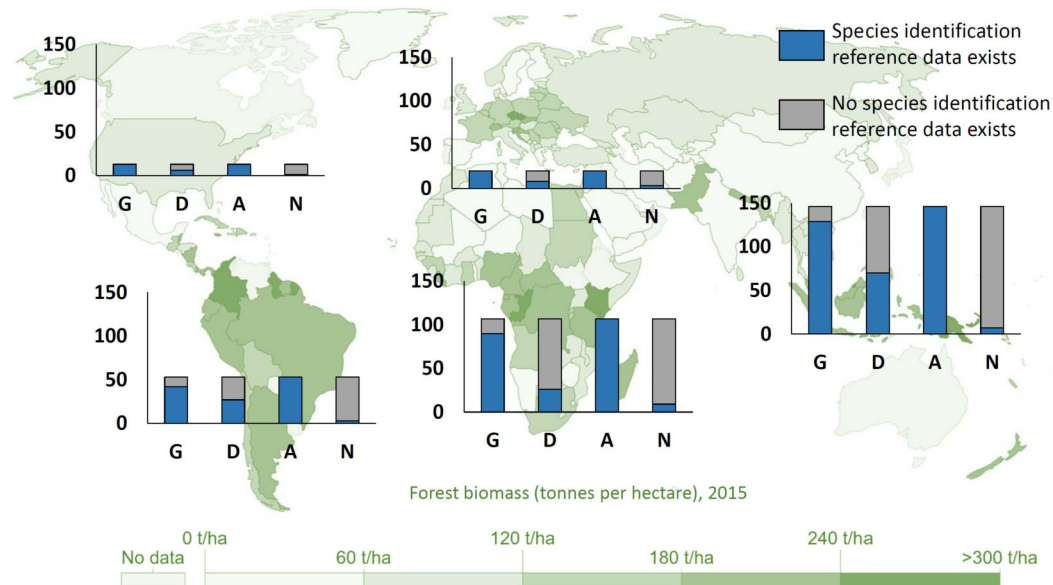 150
100
50
0
G D A N
150
100
50
0
G D A N
Species identification
reference data exists
No species identification
reference data exists
150
100
50
0
G D A N
150
100
50
0
G D A N
150
100
50
0
G D A N
Forest biomass (tonnes per hectare), 2015
0 t/ha 120 t/ha 240 t/ha
No data 60 t/ha 180 t/ha >300 t/ha